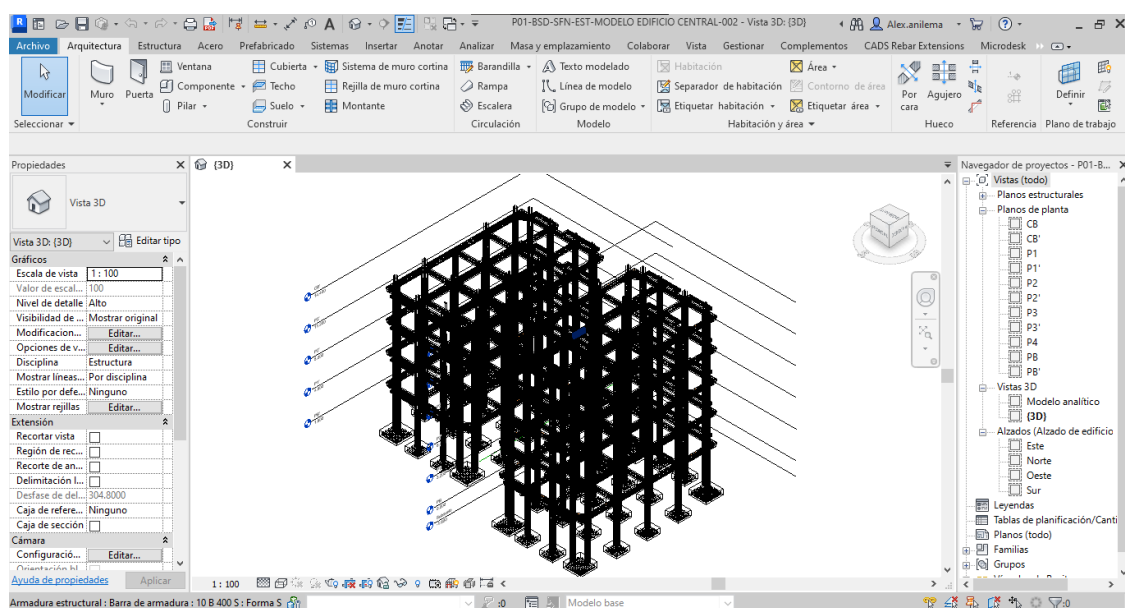 P01-BSD-SFN-EST-MODELO EDIFICIO CENTRAL-002 - Vista 3D: {3D}
Alex.anilema
Archivo Arquitectura Estructura Acero Prefabricado Sistemas Insertar Anotar Analizar Masa y emplazamiento Colaborar Vista Gestionar Complementos CADS Rebar Extensions Microdesk
Modificar
Muro
Puerta
Ventana
Componente
Pilar
Cubierta
Techo
Suelo
Sistema de muro cortina
Rejilla de muro cortina
Montante
Barandilla
Rampa
Escalera
Texto modelado
Línea de modelo
Grupo de modelo
Habitación
Separador de habitación
Etiquetar habitación
Área
Contorno de área
Etiquetar área
Por cara
Agujero
Definir
Seleccionar
Construir
Circulación
Modelo
Habitación y área
Hueco
Referencia
Plano de trabajo
Propiedades
Vista 3D
Vista 3D: {3D}
Editar tipo
Gráficos
Escala de vista 1 : 100
Valor de escal... 100
Nivel de detalle Alto
Visibilidad de ... Mostrar original
Modificacion... Editar...
Opciones de v... Editar...
Disciplina Estructura
Mostrar líneas... Por disciplina
Estilo por defe... Ninguno
Mostrar rejillas Editar...
Extensión
Recortar vista
Región de rec...
Recorte de an...
Delimitación l...
Desfase de del... 304.8000
Caja de refere... Ninguno
Caja de sección
Cámara
Configuració... Editar...
Ayuda de propiedades
Aplicar
{3D}
1 : 100
Navegador de proyectos - P01-B...
Vistas (todo)
Planos estructurales
Planos de planta
CB
CB'
P1
P1'
P2
P2'
P3
P3'
P4
PB
PB'
Vistas 3D
Modelo analítico
{3D}
Alzados (Alzado de edificio
Este
Norte
Oeste
Sur
Leyendas
Tablas de planificación/Canti
Planos (todo)
Familias
Grupos
Armadura estructural : Barra de armadura : 10 B 400 S : Forma S
:0
Modelo base
:0